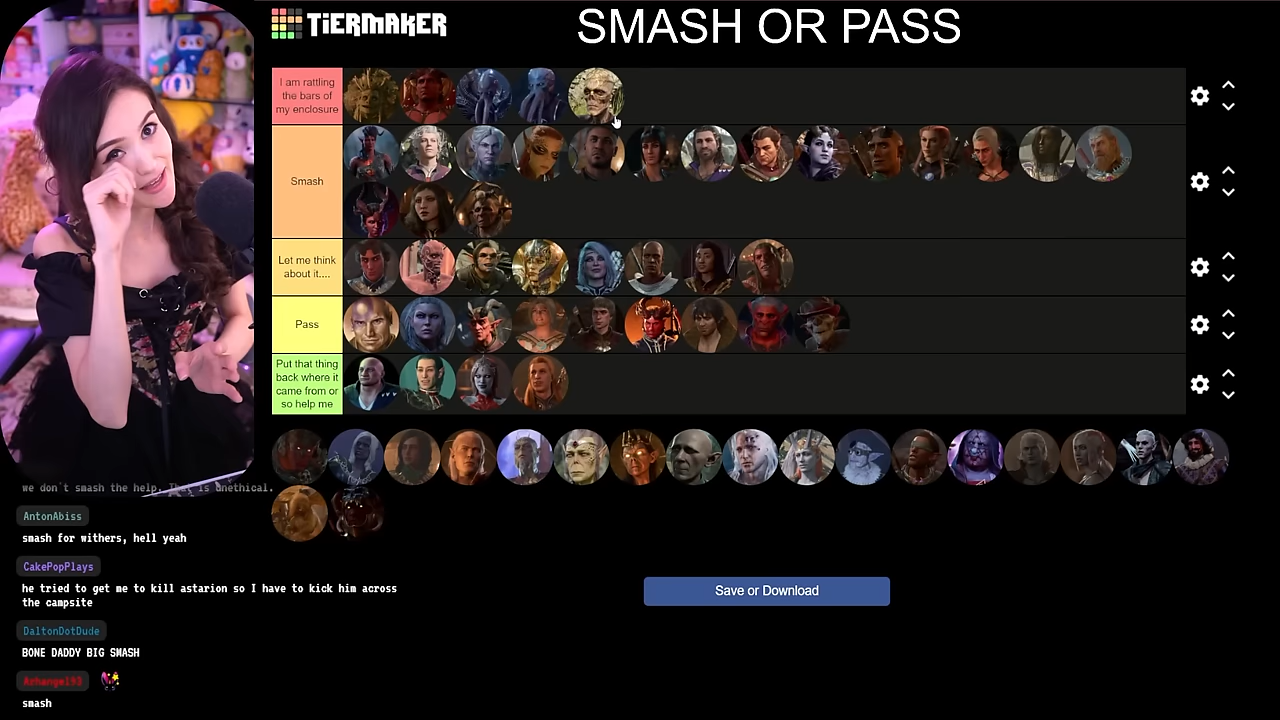 TiERMAKER
SMASH OR PASS
I am rattling
the bars of
my enclosure
Smash
Let me think
about it....
Pass
Put that thing
back where it
came from or
so help me
we don't smash the help. That is unethical.
AntonAbiss
smash for withers, hell yeah
CakePopPlays
he tried to get me to kill astarion so I have to kick him across
the campsite
DaltonDotDude
BONE DADDY BIG SMASH
Arhangel93
smash
Save or Download